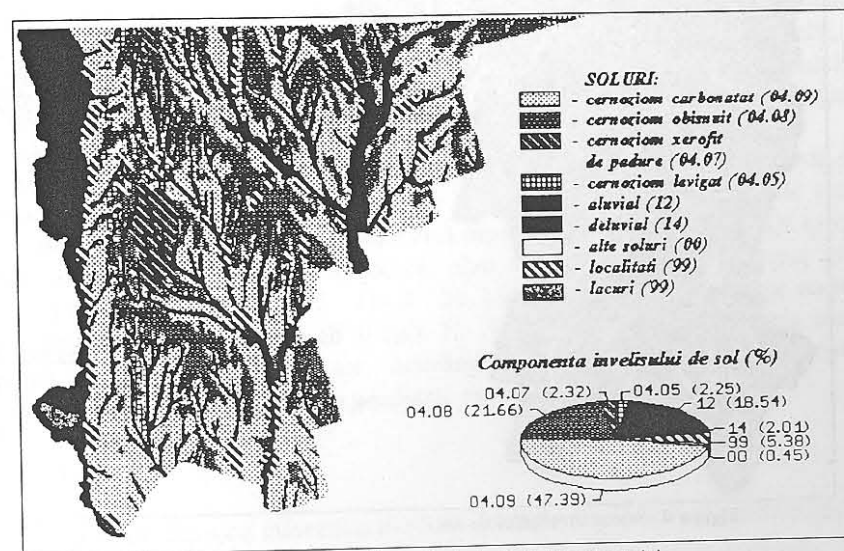 SOLURI:
- cernoziom carbonatat (04.09)
- cernoziom obisnuit (04.08)
- cernoziom xerofit
de padure (04.07)
- cernoziom levigat (04.05)
- aluvial (12)
- deluvial (14)
- alte soluri (00)
- localitati (99)
- lacuri (99)
Componenta invelisului de sol (%)
04.07 (2.32)
04.05 (2.25)
04.08 (21.66)
12 (18.54)
14 (2.01)
99 (5.38)
00 (0.45)
04.09 (47.39)